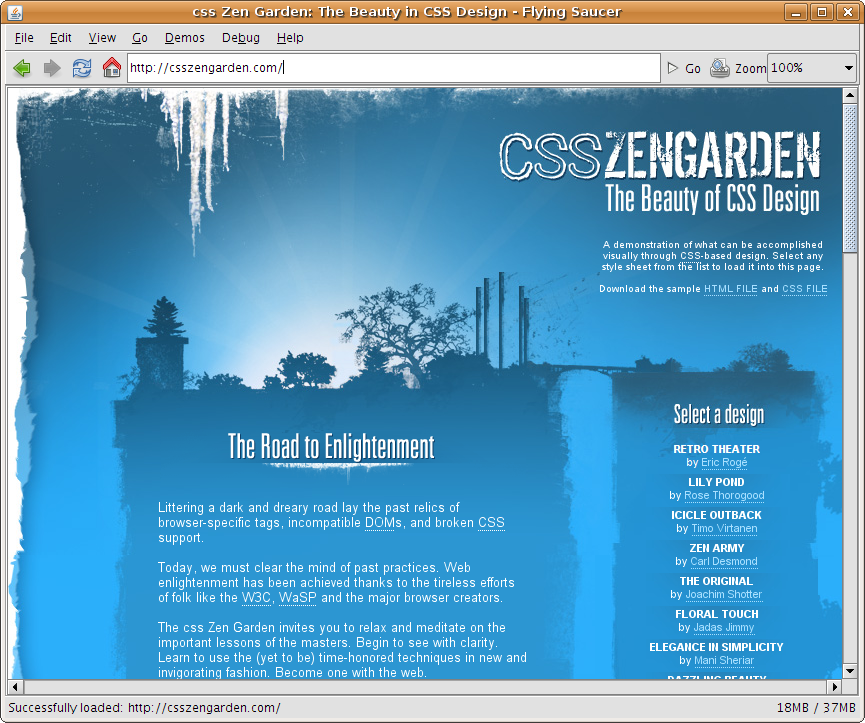 css Zen Garden: The Beauty in CSS Design - Flying Saucer
File Edit View Go Demos Debug Help
http://csszengarden.com/ Go Zoom 100%
CSSZENGARDEN
The Beauty of CSS Design
A demonstration of what can be accomplished
visually through CSS-based design. Select any
style sheet from the list to load it into this page.
Download the sample HTML FILE and CSS FILE
The Road to Enlightenment
Littering a dark and dreary road lay the past relics of
browser-specific tags, incompatible DOMs, and broken CSS
support.
Today, we must clear the mind of past practices. Web
enlightenment has been achieved thanks to the tireless efforts
of folk like the W3C, WaSP and the major browser creators.
The css Zen Garden invites you to relax and meditate on the
important lessons of the masters. Begin to see with clarity.
Learn to use the (yet to be) time-honored techniques in new and
invigorating fashion. Become one with the web.
Select a design
RETRO THEATER
by Eric Rogé
LILY POND
by Rose Thorogood
ICICLE OUTBACK
by Timo Virtanen
ZEN ARMY
by Carl Desmond
THE ORIGINAL
by Joachim Shotter
FLORAL TOUCH
by Jadas Jimmy
ELEGANCE IN SIMPLICITY
by Mani Sheriar
DAZZLING BEAUTY
Successfully loaded: http://csszengarden.com/
18MB / 37MB